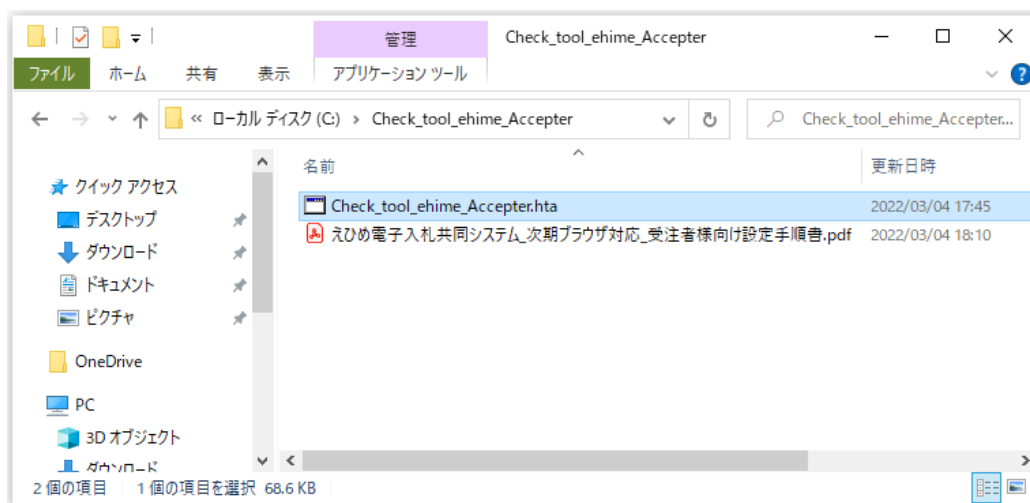 管理
Check_tool_ehime_Accepter
ファイル
ホーム
共有
表示
アプリケーション ツール
« ローカル ディスク (C:) › Check_tool_ehime_Accepter
Check_tool_ehime_Accepter...
クイック アクセス
デスクトップ
ダウンロード
ドキュメント
ピクチャ
OneDrive
PC
3D オブジェクト
ダウンロード
名前
更新日時
Check_tool_ehime_Accepter.hta
2022/03/04 17:45
えひめ電子入札共同システム_次期ブラウザ対応_受注者様向け設定手順書.pdf
2022/03/04 18:10
2 個の項目
1 個の項目を選択 68.6 KB